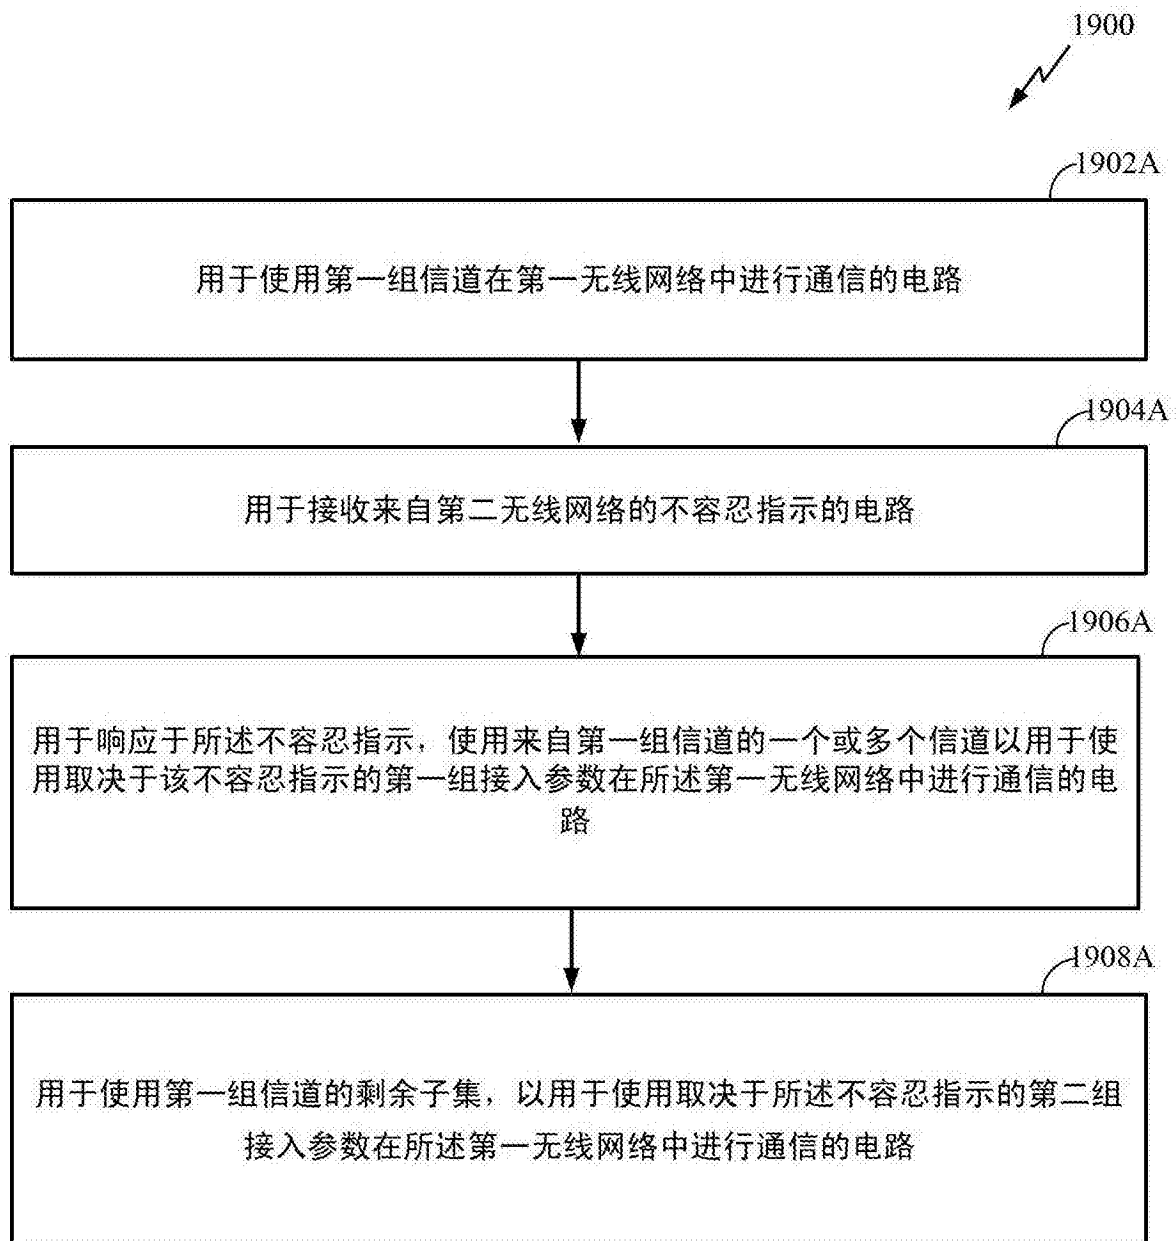 1900
1902A
用于使用第一组信道在第一无线网络中进行通信的电路
1904A
用于接收来自第二无线网络的不容忍指示的电路
1906A
用于响应于所述不容忍指示，使用来自第一组信道的一个或多个信道以用于使
用取决于该不容忍指示的第一组接入参数在所述第一无线网络中进行通信的电
路
1908A
用于使用第一组信道的剩余子集，以用于使用取决于所述不容忍指示的第二组
接入参数在所述第一无线网络中进行通信的电路